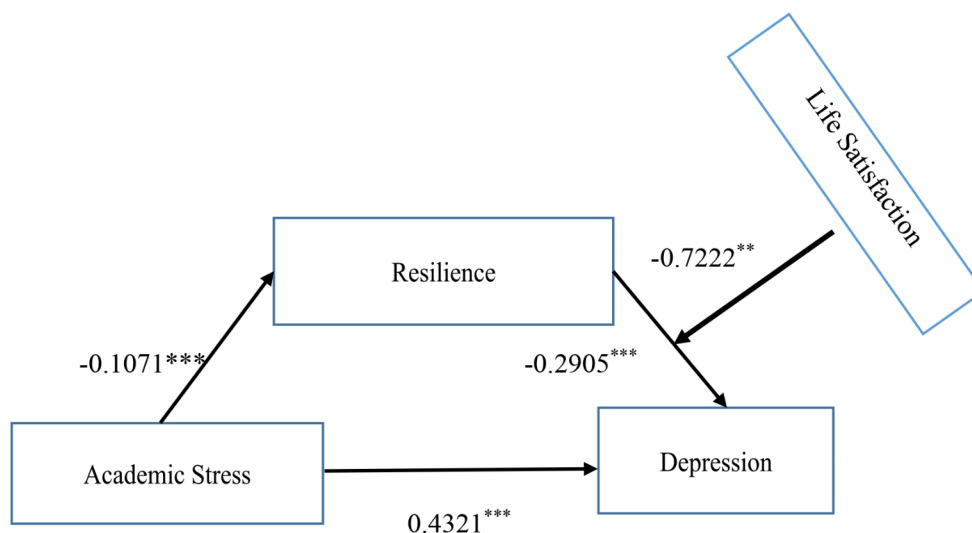 Life Satisfaction
-0.7222**
Resilience
-0.1071***
-0.2905***
Academic Stress
Depression
0.4321***